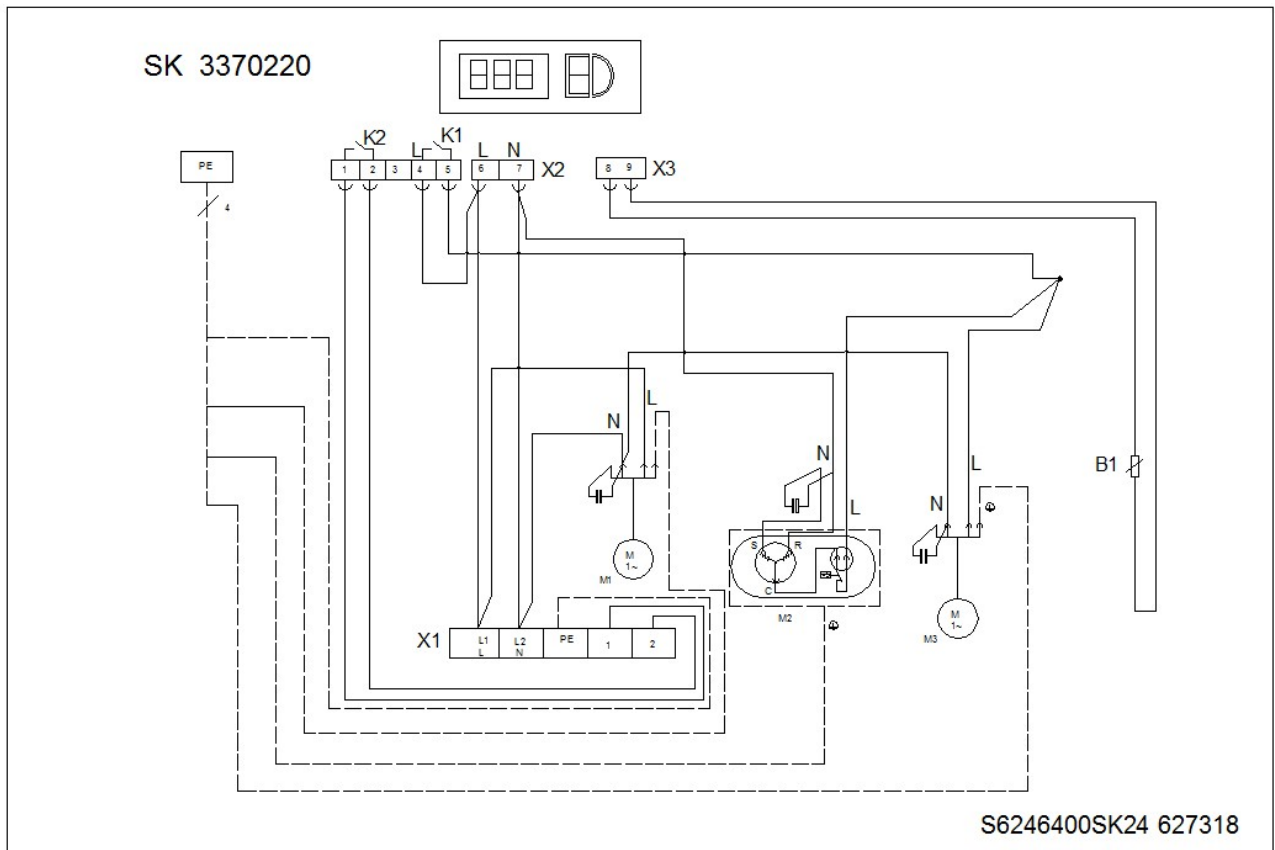 SK 3370220
K2 L K1 L N
PE 1 2 3 4 5 6 7 X2 8 9 X3
4
L
N
N
L
B1
L
N
S R
M
1~
M1
C
M2
M
1~
M3
X1 L1 L L2 N PE 1 2
S6246400SK24 627318